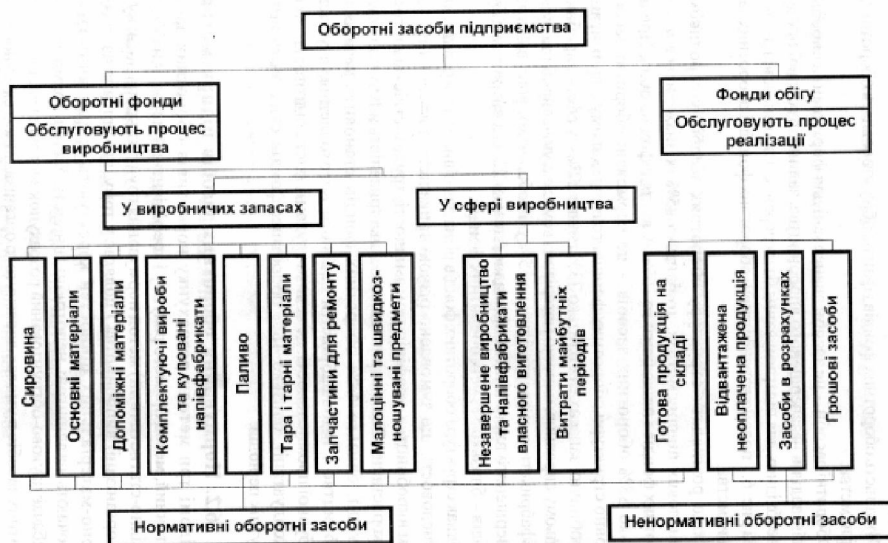 Оборотні засоби підприємства
Оборотні фонди
Обслуговують процес
виробництва
Фонди обігу
Обслуговують процес
реалізації
У виробничих запасах
У сфері виробництва
Сировина
Основні матеріали
Допоміжні матеріали
Комплектуючі вироби
та куповані
напівфабрикати
Паливо
Тара і тарні матеріали
Запчастини для ремонту
Малоцінні та швидкоз-
ношувані предмети
Незавершене виробництво
та напівфабрикати
власного виготовлення
Витрати майбутніх
періодів
Готова продукція на
складі
Відвантажена
неоплачена продукція
Засоби в розрахунках
Грошові засоби
Нормативні оборотні засоби
Ненормативні оборотні засоби